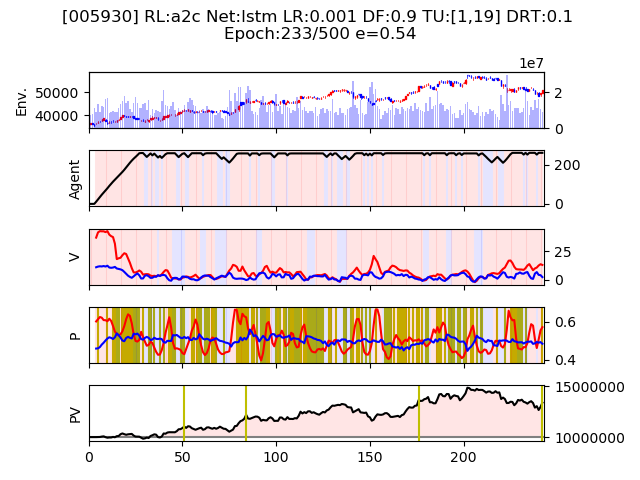 [005930] RL:a2c Net:lstm LR:0.001 DF:0.9 TU:[1,19] DRT:0.1
Epoch:233/500 e=0.54
1e7
Env.
50000
40000
2
0
Agent
200
0
V
25
0
P
0.6
0.4
PV
15000000
10000000
0 50 100 150 200